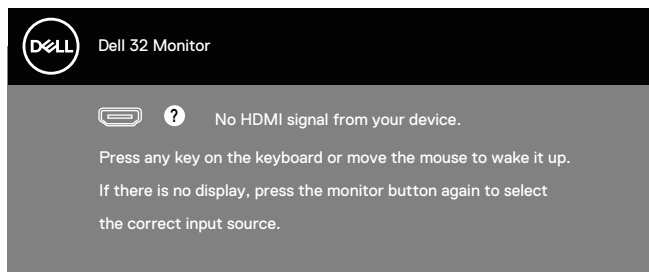 DELL
Dell 32 Monitor
? No HDMI signal from your device.
Press any key on the keyboard or move the mouse to wake it up.
If there is no display, press the monitor button again to select
the correct input source.